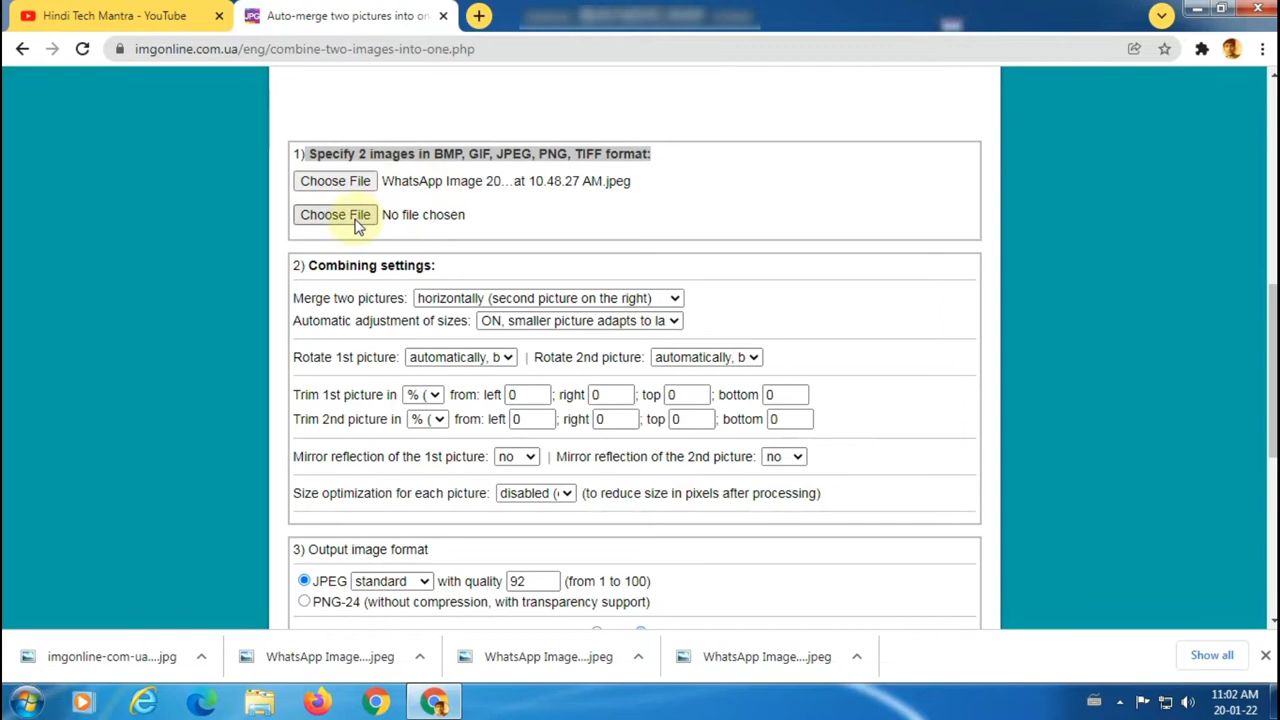 Hindi Tech Mantra - YouTube
Auto-merge two pictures into on
imgonline.com.ua/eng/combine-two-images-into-one.php
1) Specify 2 images in BMP, GIF, JPEG, PNG, TIFF format:
Choose File WhatsApp Image 20...at 10.48.27 AM.jpeg
Choose File No file chosen
2) Combining settings:
Merge two pictures: horizontally (second picture on the right)
Automatic adjustment of sizes: ON, smaller picture adapts to la
Rotate 1st picture: automatically, b | Rotate 2nd picture: automatically, b
Trim 1st picture in % ( from: left 0 ; right 0 ; top 0 ; bottom 0
Trim 2nd picture in % ( from: left 0 ; right 0 ; top 0 ; bottom 0
Mirror reflection of the 1st picture: no | Mirror reflection of the 2nd picture: no
Size optimization for each picture: disabled ( (to reduce size in pixels after processing)
3) Output image format
JPEG standard with quality 92 (from 1 to 100)
PNG-24 (without compression, with transparency support)
imgonline-com-ua....jpg WhatsApp Image....jpeg WhatsApp Image....jpeg WhatsApp Image....jpeg Show all
11:02 AM
20-01-22